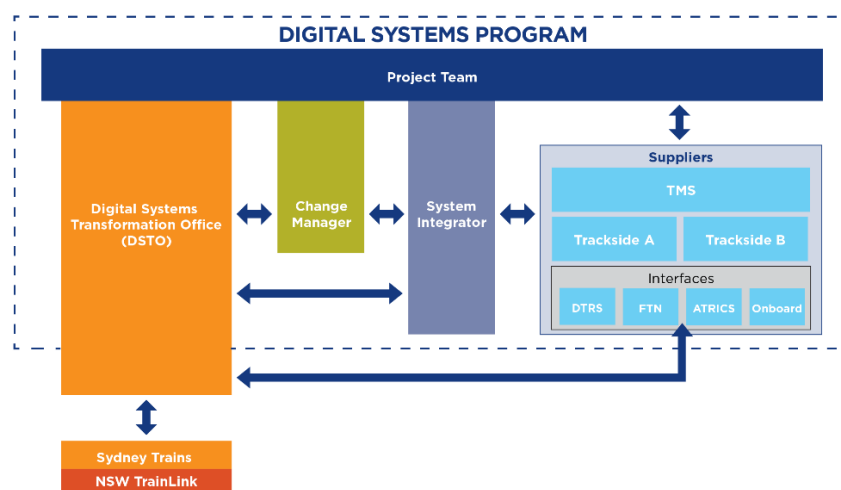 DIGITAL SYSTEMS PROGRAM
Project Team
Digital Systems
Transformation Office
(DSTO)
Change
Manager
System
Integrator
Suppliers
TMS
Trackside A
Trackside B
Interfaces
DTRS
FTN
ATRICS
Onboard
Sydney Trains
NSW TrainLink